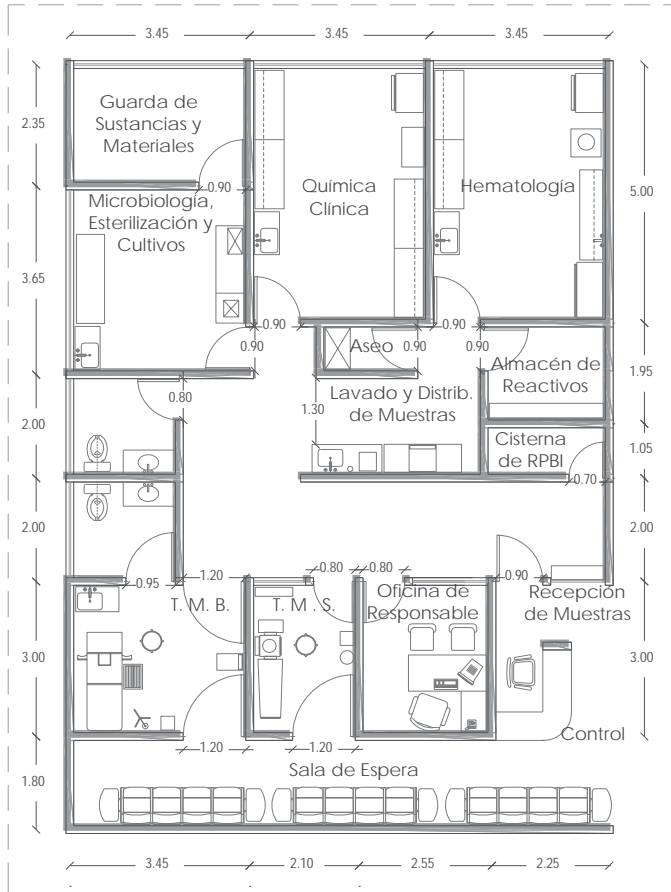 3.45 3.45 3.45
Guarda de
Sustancias y
Materiales
2.35
0.90
Química
Clínica
Hematología
5.00
Microbiología,
Esterilización y
Cultivos
3.65
0.90 0.90
0.90 Aseo 0.90 0.90
Almacén de
Reactivos
1.95
0.80
1.30
Lavado y Distrib.
de Muestras
2.00
Cisterna
de RPBI
1.05
0.70
2.00 2.00
0.95 1.20 0.80 0.80 0.90
T. M. B.
T. M . S.
Oficina de
Responsable
Recepción
de Muestras
3.00 3.00
Control
1.20 1.20
Sala de Espera
1.80
3.45 2.10 2.55 2.25